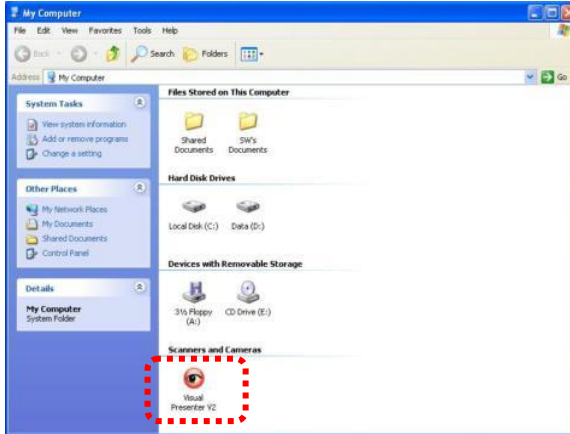 My Computer
File Edit View Favorites Tools Help
Back Search Folders
Address My Computer Go
System Tasks
View system information
Add or remove programs
Change a setting
Other Places
My Network Places
My Documents
Shared Documents
Control Panel
Details
My Computer
System Folder
Files Stored on This Computer
Shared Documents
SW's Documents
Hard Disk Drives
Local Disk (C:) Data (D:)
Devices with Removable Storage
3½ Floppy (A:)
CD Drive (E:)
Scanners and Cameras
Visual
Presenter V2